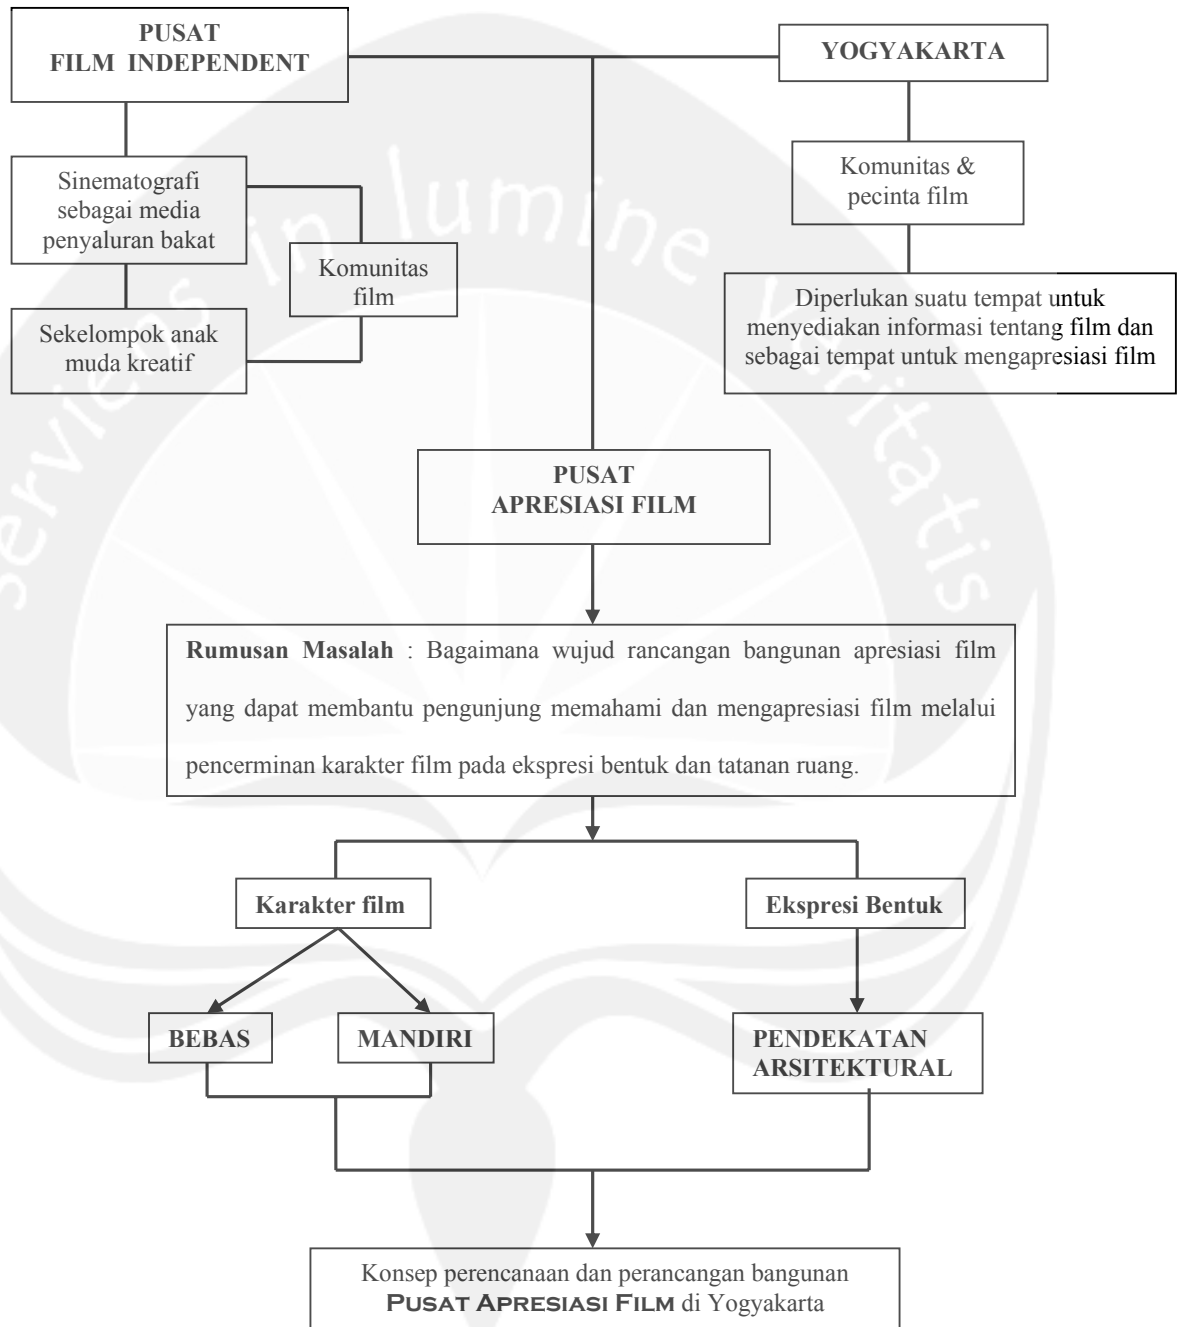 PUSAT
FILM INDEPENDENT
YOGYAKARTA
Sinematografi
sebagai media
penyaluran bakat
Komunitas
film
Sekelompok anak
muda kreatif
Komunitas &
pecinta film
Diperlukan suatu tempat untuk
menyediakan informasi tentang film dan
sebagai tempat untuk mengapresiasi film
PUSAT
APRESIASI FILM
Rumusan Masalah : Bagaimana wujud rancangan bangunan apresiasi film
yang dapat membantu pengunjung memahami dan mengapresiasi film melalui
pencerminan karakter film pada ekspresi bentuk dan tatanan ruang.
Karakter film
Ekspresi Bentuk
BEBAS
MANDIRI
PENDEKATAN
ARSITEKTURAL
Konsep perencanaan dan perancangan bangunan
PUSAT APRESIASI FILM di Yogyakarta
serviens in lumine veritatis